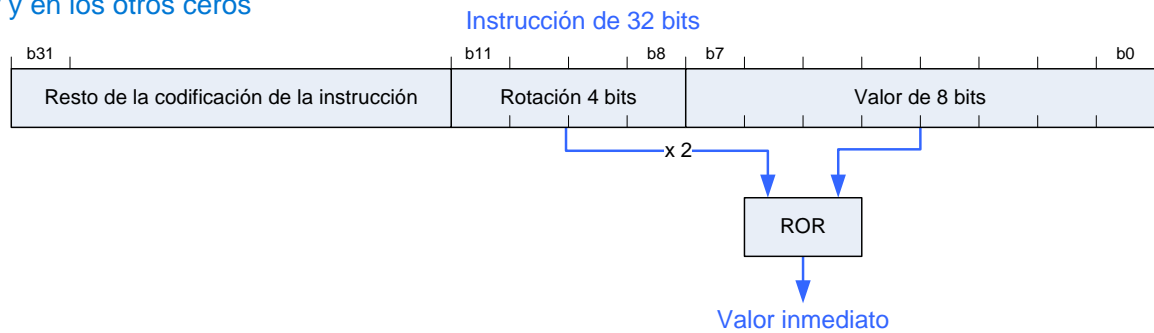 y en los otros ceros
Instrucción de 32 bits
b31 b11 b8 b7 b0
Resto de la codificación de la instrucción Rotación 4 bits Valor de 8 bits
x 2
ROR
Valor inmediato